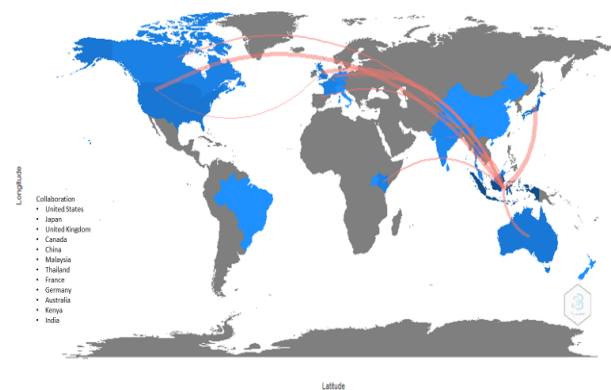 Longitude
Collaboration
• United States
• Japan
• United Kingdom
• Canada
• China
• Malaysia
• Thailand
• France
• Germany
• Australia
• Kenya
• India
Latitude